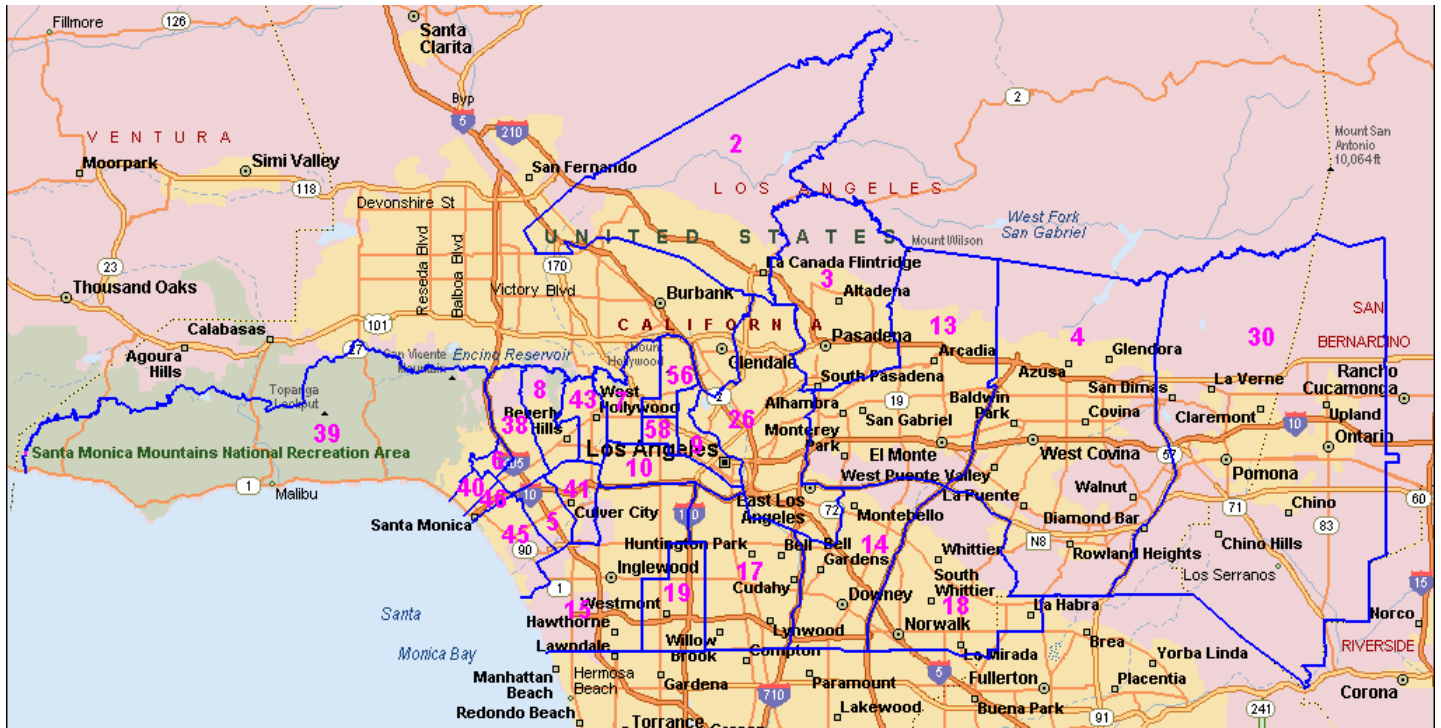 Fillmore
126
Santa
Clarita
Byp
5
210
2
2
Mount San
Antonio
10,064 ft
V E N T U R A
Moorpark
Simi Valley
118
San Fernando
L O S A N G E L E S
Devonshire St
West Fork
San Gabriel
U N I T E D S T A T E S
Mount Wilson
23
Reseda Blvd
Balboa Blvd
170
La Canada Flintridge
3
Thousand Oaks
Victory Blvd
Burbank
Altadena
SAN
BERNARDINO
Calabasas
101
C A L I F O R N I A
Pasadena
13
4
30
Agoura
Hills
27
San Vicente
Mountain
Encino Reservoir
Mount
Hollywood
Glendale
Arcadia
Azusa
Glendora
La Verne
Rancho
Cucamonga
Topanga
Lookout
8
43
West
Hollywood
7
56
2
South Pasadena
San Dimas
39
Beverly
Hills
38
Alhambra
19
San Gabriel
Baldwin
Park
Covina
Claremont
Upland
10
Ontario
58
26
Monterey
Park
Santa Monica Mountains National Recreation Area
Los Angeles
9
El Monte
West Covina
57
Pomona
6
405
10
West Puente Valley
1
Malibu
40
46
10
41
Culver City
East Los
Angeles
72
La Puente
Walnut
71
Chino
60
Santa Monica
45
5
110
Montebello
Diamond Bar
83
90
Huntington Park
Bell
Bell
Gardens
14
Whittier
N8
Rowland Heights
Chino Hills
Inglewood
17
Cudahy
South
Whittier
Los Serranos
15
1
15
Westmont
19
Downey
18
La Habra
Norco
Santa
Monica Bay
Hawthorne
Lynwood
Norwalk
Lawndale
Willow
Brook
Compton
La Mirada
Brea
RIVERSIDE
Manhattan
Beach
Hermosa
Beach
Gardena
710
Paramount
5
Fullerton
Yorba Linda
Placentia
Corona
Redondo Beach
Torrance
Lakewood
Buena Park
91
241